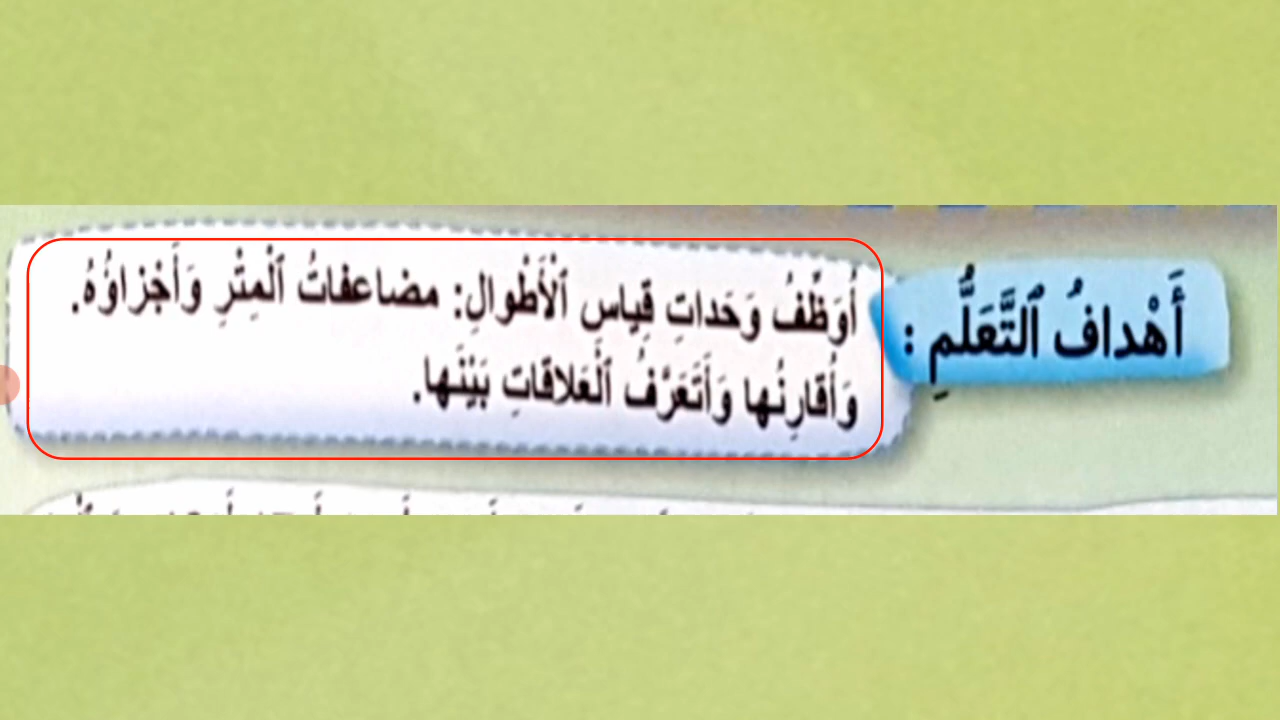 أَهْدافُ ٱلتَّعَلُّمِ :
أُوَظِّفُ وَحَداتِ قِياسِ ٱلْأَطْوالِ: مضاعفاتُ ٱلْمِتْرِ وَأَجْزاؤُهُ.
وَأُقارِنُها وَأَتَعَرَّفُ ٱلْعَلاقاتِ بَيْنَها.